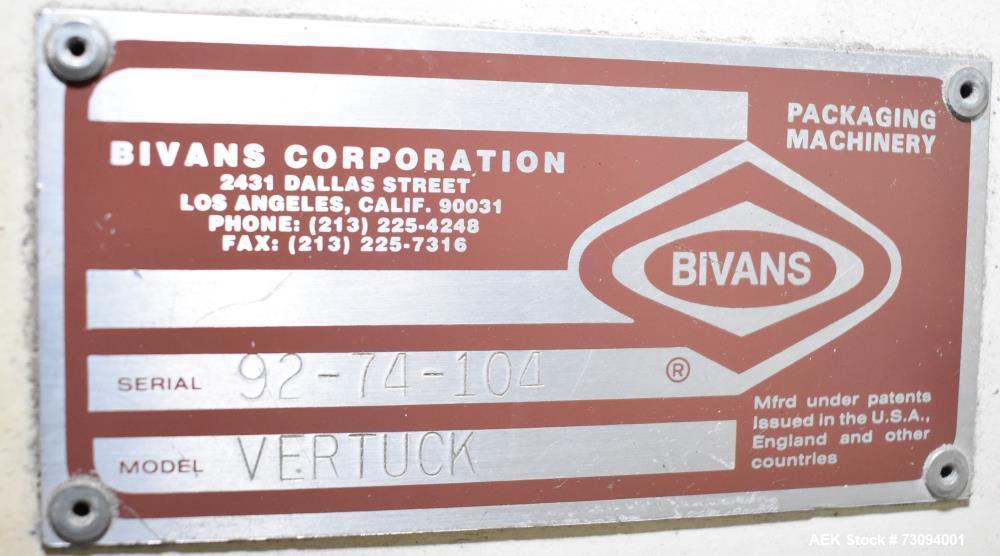 PACKAGING
MACHINERY
BIVANS CORPORATION
2431 DALLAS STREET
LOS ANGELES, CALIF. 90031
PHONE: (213) 225-4248
FAX: (213) 225-7316
BIVANS
SERIAL 92-74-104
®
MODEL VERTUCK
Mfrd under patents
issued in the U.S.A.,
England and other
countries
AEK Stock #73094001